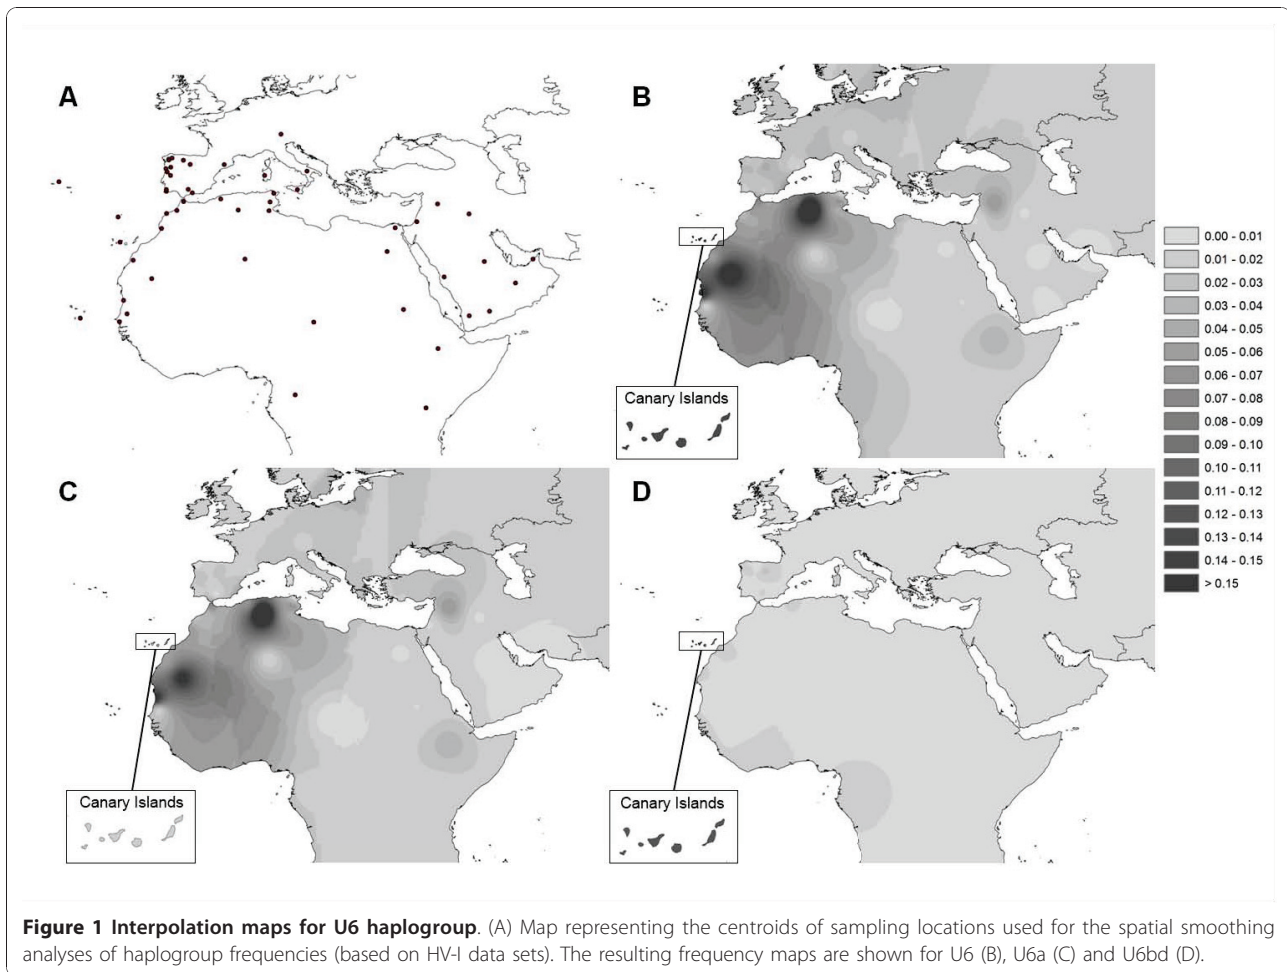 A
B
Canary Islands
0.00 - 0.01
0.01 - 0.02
0.02 - 0.03
0.03 - 0.04
0.04 - 0.05
0.05 - 0.06
0.06 - 0.07
0.07 - 0.08
0.08 - 0.09
0.09 - 0.10
0.10 - 0.11
0.11 - 0.12
0.12 - 0.13
0.13 - 0.14
0.14 - 0.15
> 0.15
C
Canary Islands
D
Canary Islands
Figure 1 Interpolation maps for U6 haplogroup. (A) Map representing the centroids of sampling locations used for the spatial smoothing
analyses of haplogroup frequencies (based on HV-I data sets). The resulting frequency maps are shown for U6 (B), U6a (C) and U6bd (D).